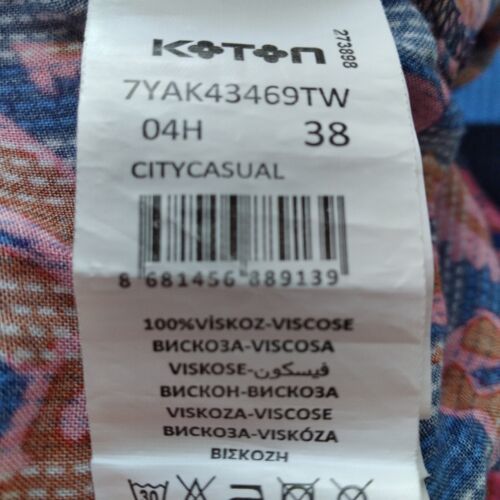 KOTON
273898
7YAK43469TW
04H 38
CITYCASUAL
8 681456 889139
100%VİSKOZ-VISCOSE
ВИСКОЗА-VISCOSA
VISKOSE-فيسكون
ВИСКОН-ВИСКОЗА
VISKOZA-VISCOSE
ВИСКОЗА-VISKÓZA
ΒΙΣΚΟΖΗ
30